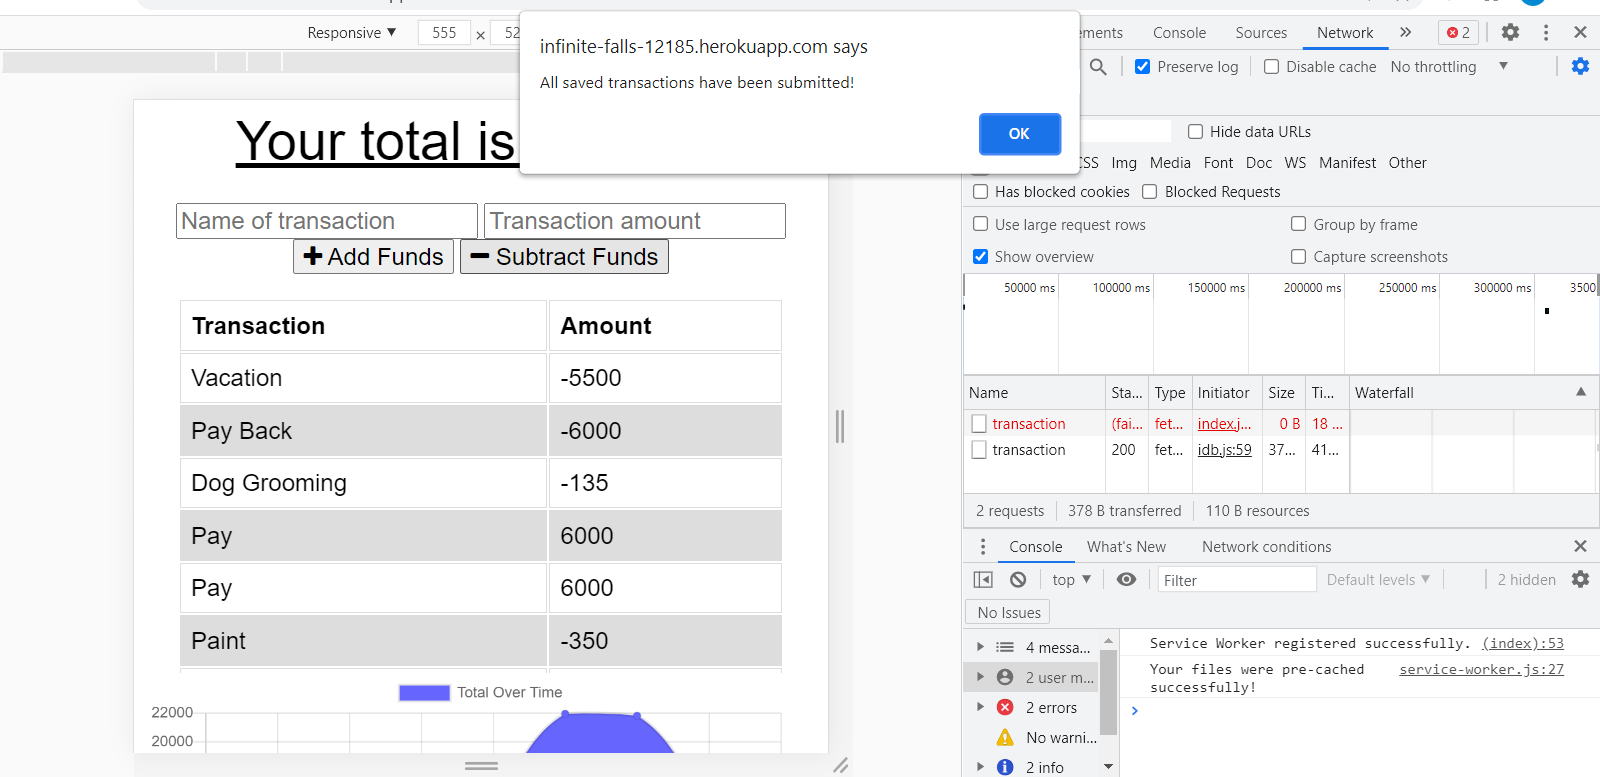 Responsive ▼ 555 × 52
ements Console Sources Network » 2
infinite-falls-12185.herokuapp.com says
All saved transactions have been submitted!
OK
Preserve log Disable cache No throttling ▼
Hide data URLs
CSS Img Media Font Doc WS Manifest Other
Has blocked cookies Blocked Requests
Use large request rows Group by frame
Show overview Capture screenshots
50000 ms 100000 ms 150000 ms 200000 ms 250000 ms 300000 ms 3500
Name Sta... Type Initiator Size Ti... Waterfall ▲
transaction (fai... fet... index.j... 0 B 18 ...
transaction 200 fet... idb.js:59 37... 41...
2 requests 378 B transferred 110 B resources
Console What's New Network conditions
top ▼ Filter Default levels ▼ 2 hidden
No Issues
4 messa...
2 user m...
2 errors
No warni...
2 info
Service Worker registered successfully. (index):53
Your files were pre-cached service-worker.js:27
successfully!
Your total is
Name of transaction Transaction amount
Add Funds Subtract Funds
Transaction Amount
Vacation -5500
Pay Back -6000
Dog Grooming -135
Pay 6000
Pay 6000
Paint -350
Total Over Time
22000
20000